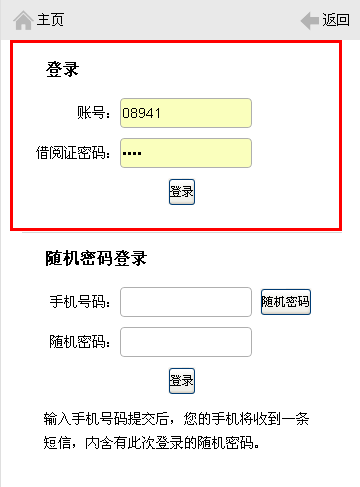 主页 返回
登录
账号： 08941
借阅证密码： ••••
登录
随机密码登录
手机号码： 随机密码
随机密码：
登录
输入手机号码提交后，您的手机将收到一条
短信，内含有此次登录的随机密码。